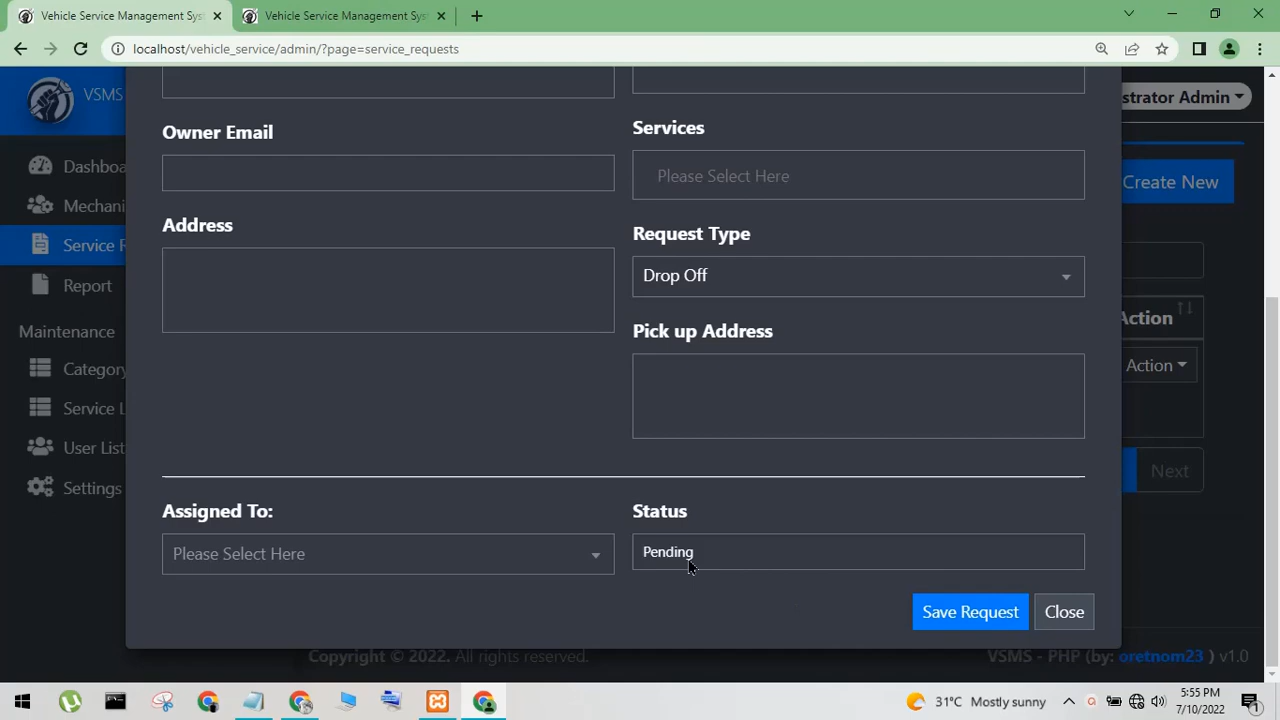 Vehicle Service Management Sys
Vehicle Service Management Sys
localhost/vehicle_service/admin/?page=service_requests
VSMS
strator Admin
Owner Email
Services
Dashboa
Please Select Here
Create New
Mechani
Address
Request Type
Service R
Drop Off
Report
Action
Maintenance
Pick up Address
Category
Action
Service L
User List
Next
Settings
Assigned To:
Status
Please Select Here
Pending
Save Request
Close
Copyright © 2022. All rights reserved.
VSMS - PHP (by: oretnom23 ) v1.0
31°C Mostly sunny
5:55 PM
7/10/2022
1